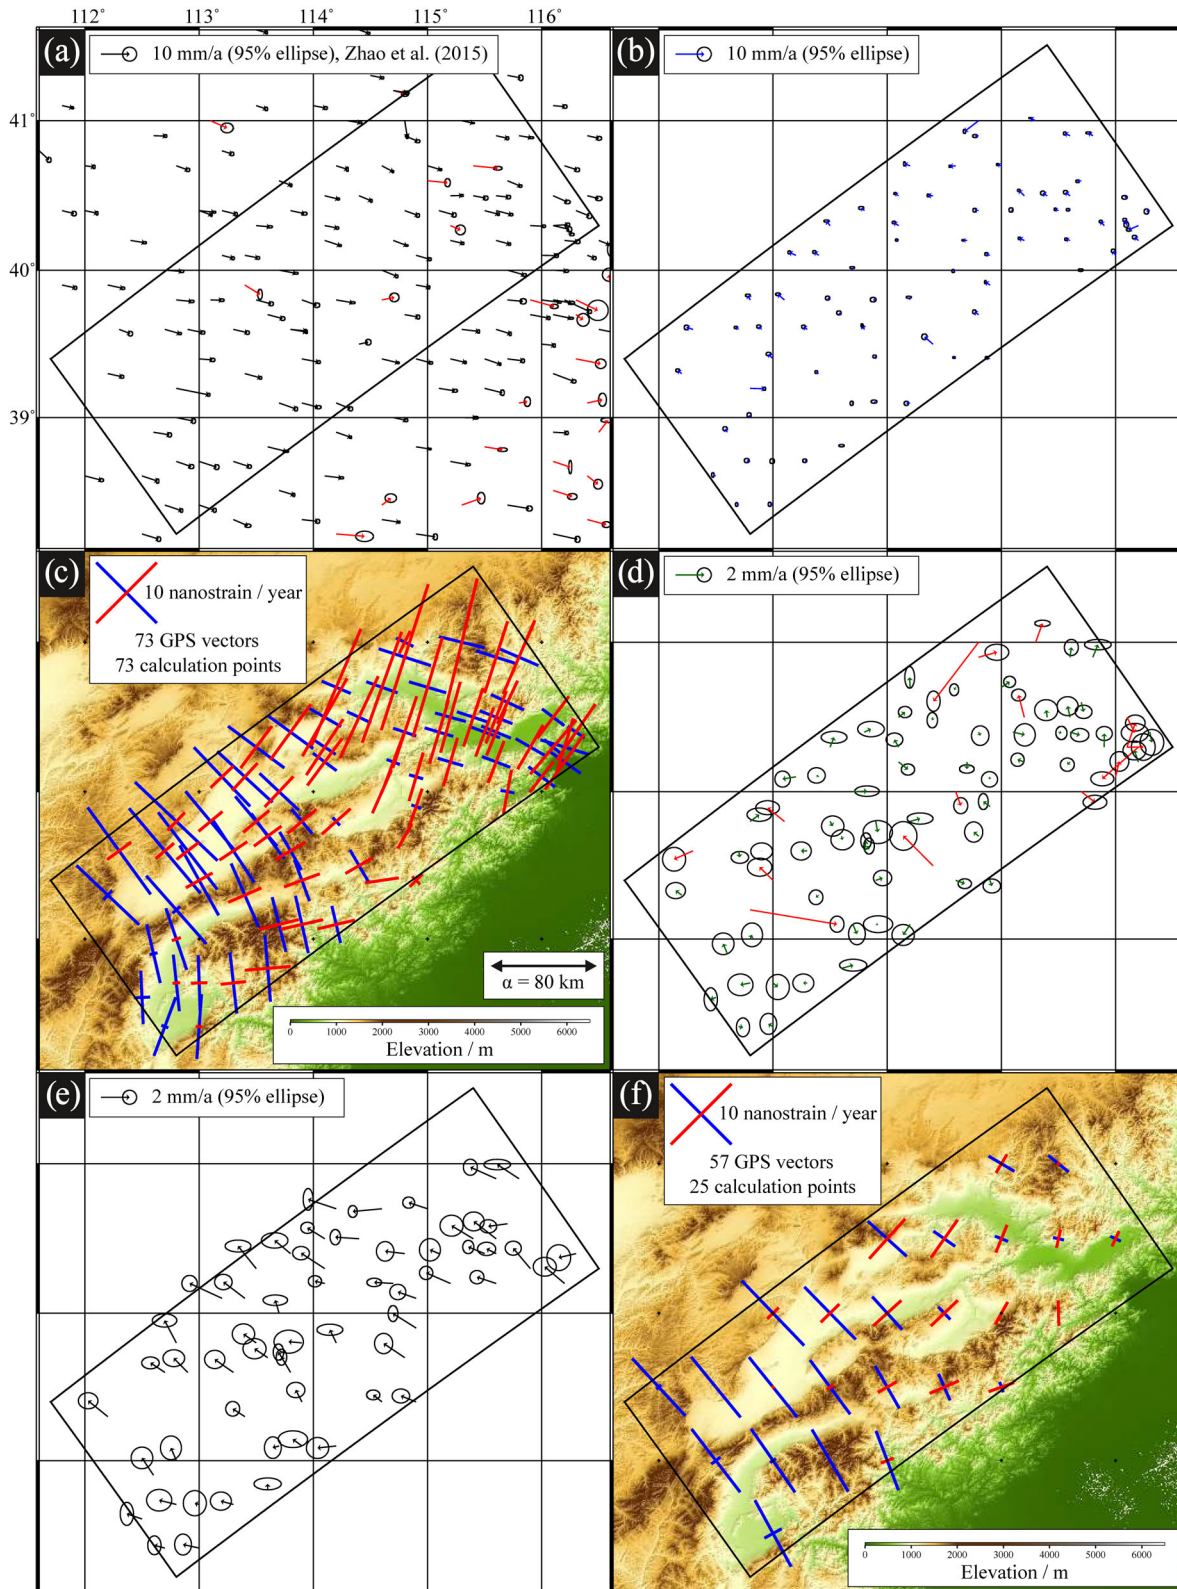 112° 113° 114° 115° 116°
(a)
10 mm/a (95% ellipse), Zhao et al. (2015)
41°
40°
39°
(b)
10 mm/a (95% ellipse)
(c)
10 nanostrain / year
73 GPS vectors
73 calculation points
α = 80 km
0 1000 2000 3000 4000 5000 6000
Elevation / m
(d)
2 mm/a (95% ellipse)
(e)
2 mm/a (95% ellipse)
(f)
10 nanostrain / year
57 GPS vectors
25 calculation points
0 1000 2000 3000 4000 5000 6000
Elevation / m